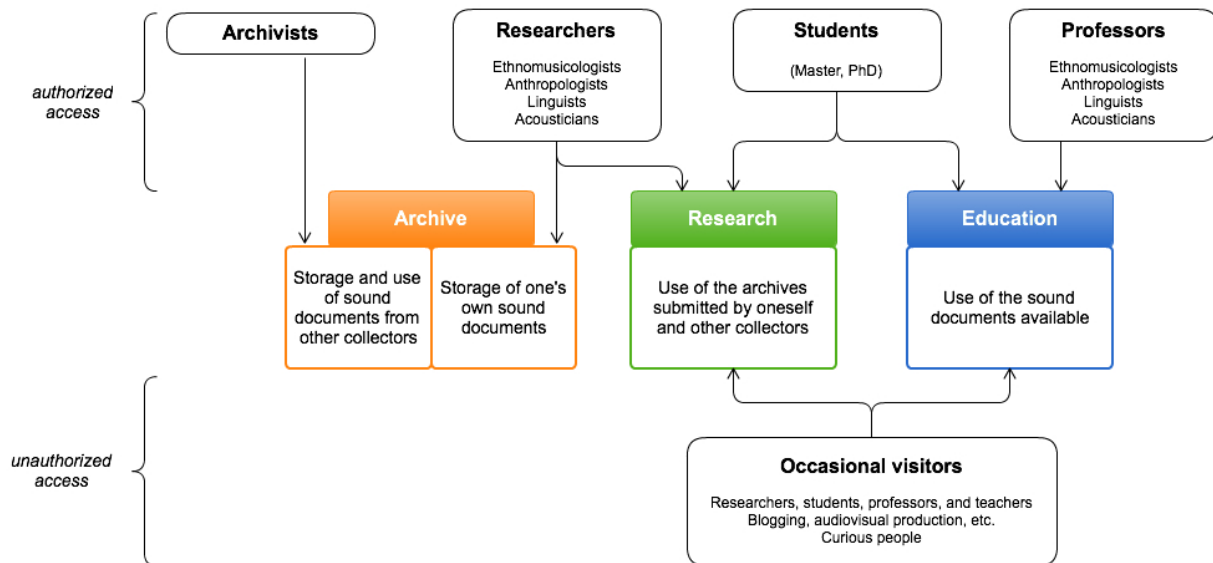 authorized
access
Archivists
Researchers
Ethnomusicologists
Anthropologists
Linguists
Acousticians
Students
(Master, PhD)
Professors
Ethnomusicologists
Anthropologists
Linguists
Acousticians
Archive
Storage and use
of sound
documents from
other collectors
Storage of one's
own sound
documents
Research
Use of the archives
submitted by oneself
and other collectors
Education
Use of the sound
documents available
unauthorized
access
Occasional visitors
Researchers, students, professors, and teachers
Blogging, audiovisual production, etc.
Curious people